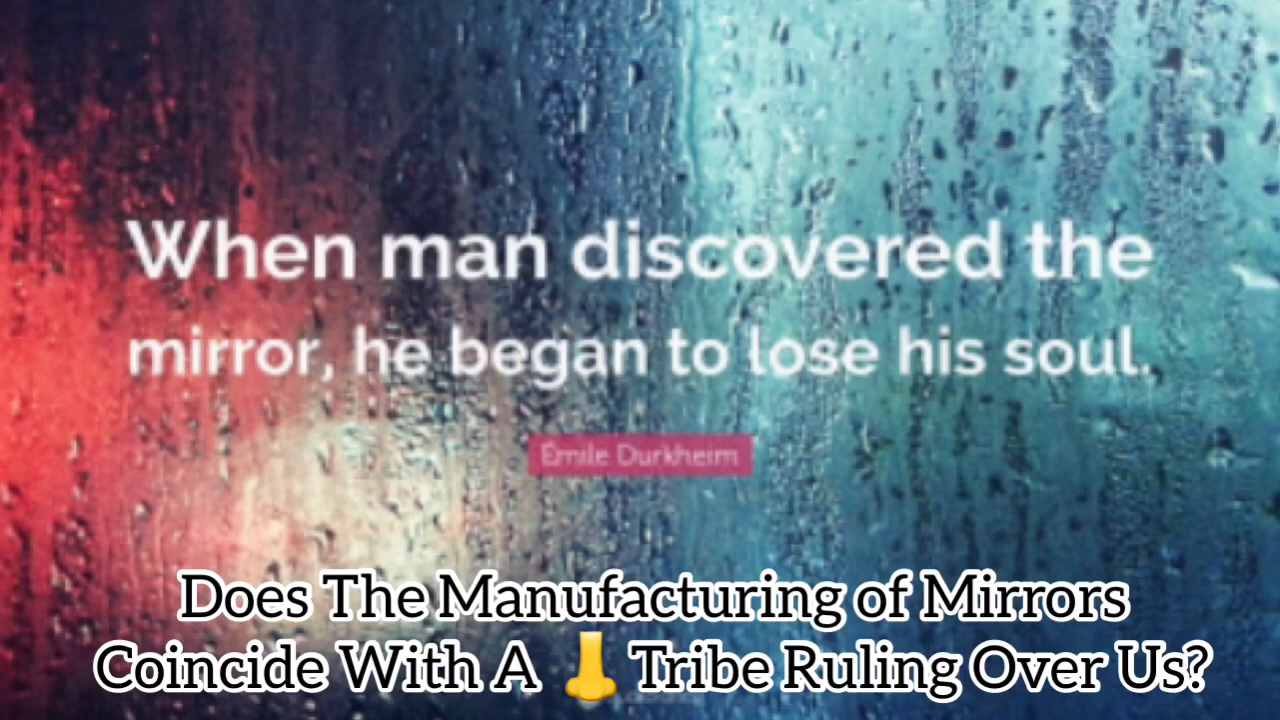 When man discovered the
mirror, he began to lose his soul.
Émile Durkheim
Does The Manufacturing of Mirrors
Coincide With A 👃 Tribe Ruling Over Us?